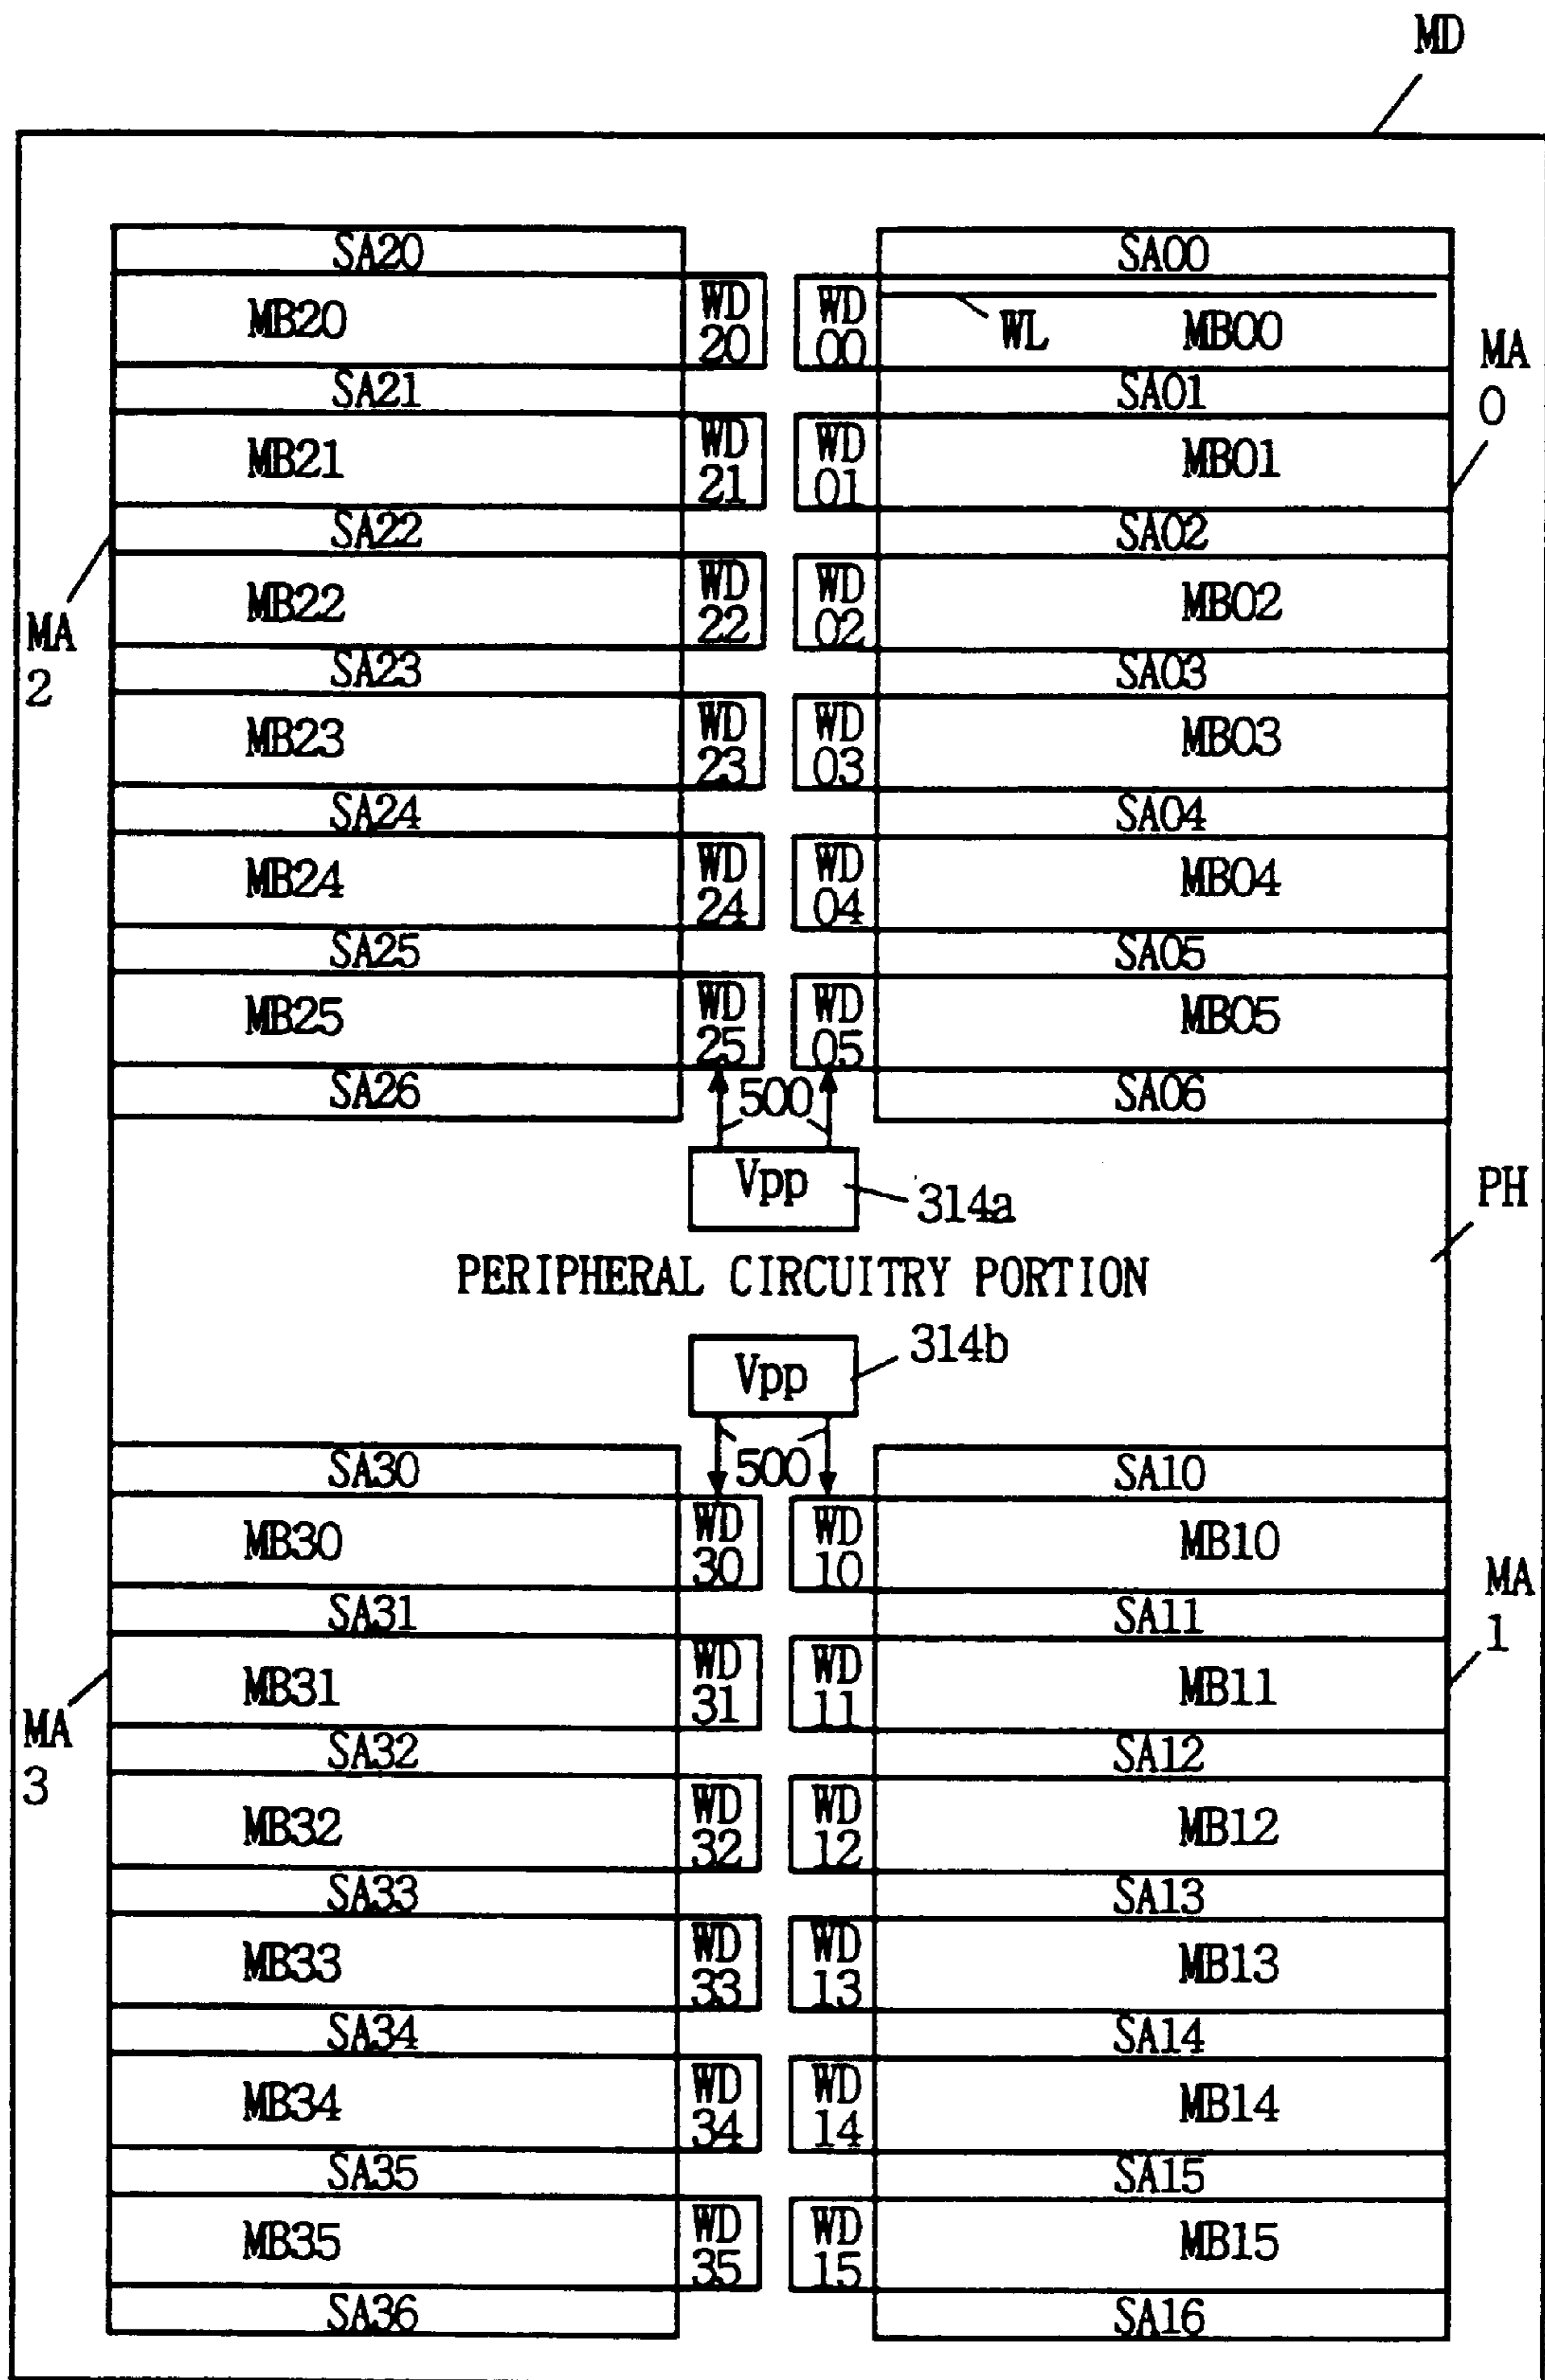 MD
SA20 SA00
MB20 WD 20 WD 00 WL MB00
SA21 SA01
MA 0
MB21 WD 21 WD 01 MB01
SA22 SA02
MB22 WD 22 WD 02 MB02
MA 2
SA23 SA03
MB23 WD 23 WD 03 MB03
SA24 SA04
MB24 WD 24 WD 04 MB04
SA25 SA05
MB25 WD 25 WD 05 MB05
SA26 500 SA06
Vpp 314a PH
PERIPHERAL CIRCUITRY PORTION
Vpp 314b
SA30 500 SA10
MB30 WD 30 WD 10 MB10
SA31 SA11
MA 1
MB31 WD 31 WD 11 MB11
MA 3
SA32 SA12
MB32 WD 32 WD 12 MB12
SA33 SA13
MB33 WD 33 WD 13 MB13
SA34 SA14
MB34 WD 34 WD 14 MB14
SA35 SA15
MB35 WD 35 WD 15 MB15
SA36 SA16